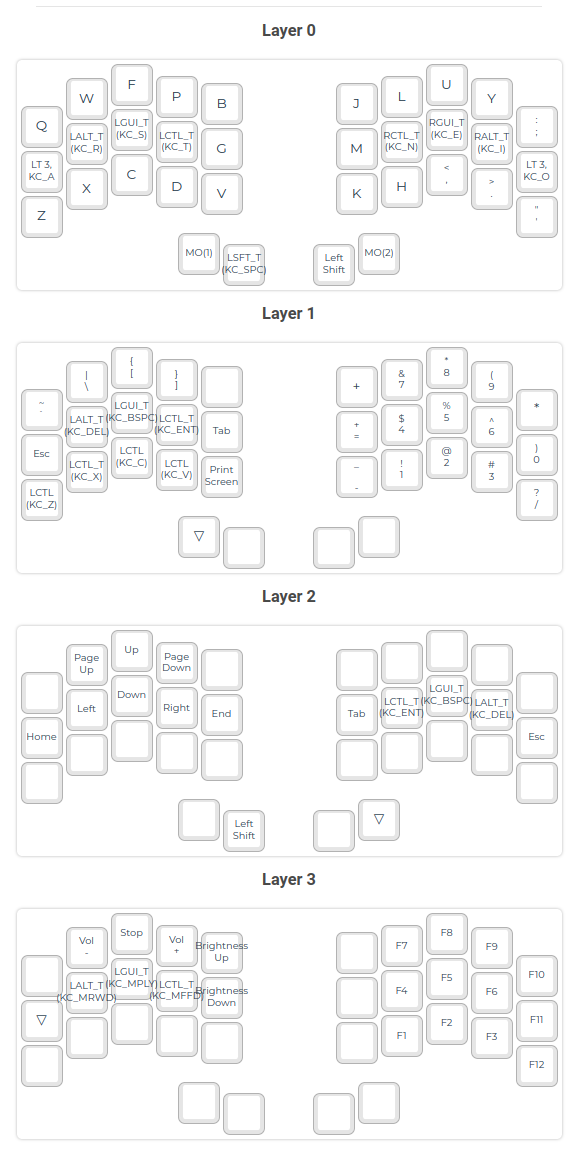 Layer 0
Q
W
F
P
B
J
L
U
Y
:
;
LT 3,
KC_A
LALT_T
(KC_R)
LGUI_T
(KC_S)
LCTL_T
(KC_T)
G
M
RCTL_T
(KC_N)
RGUI_T
(KC_E)
RALT_T
(KC_I)
LT 3,
KC_O
Z
X
C
D
V
K
H
<
,
>
.
"
'
MO(1)
LSFT_T
(KC_SPC)
Left
Shift
MO(2)
Layer 1
~
`
|
\
{
[
}
]
+
&
7
*
8
(
9
*
Esc
LALT_T
(KC_DEL)
LGUI_T
(KC_BSPC)
LCTL_T
(KC_ENT)
Tab
+
=
$
4
%
5
^
6
)
0
LCTL
(KC_Z)
LCTL_T
(KC_X)
LCTL
(KC_C)
LCTL
(KC_V)
Print
Screen
_
-
!
1
@
2
#
3
?
/
▽
Layer 2
Page
Up
Up
Page
Down
Home
Left
Down
Right
End
Tab
LCTL_T
(KC_ENT)
LGUI_T
(KC_BSPC)
LALT_T
(KC_DEL)
Esc
Left
Shift
▽
Layer 3
Vol
-
Stop
Vol
+
Brightness
Up
F7
F8
F9
F10
▽
LALT_T
(KC_MRWD)
LGUI_T
(KC_MPLY)
LCTL_T
(KC_MFFD)
Brightness
Down
F4
F5
F6
F11
F1
F2
F3
F12